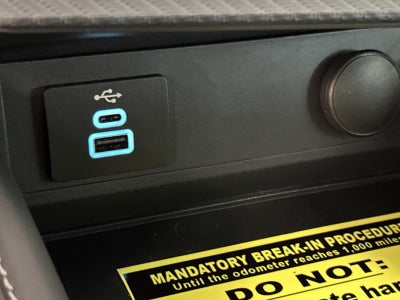 MANDATORY BREAK-IN PROCEDURE
Until the odometer reaches 1,000 miles
DO NOT: